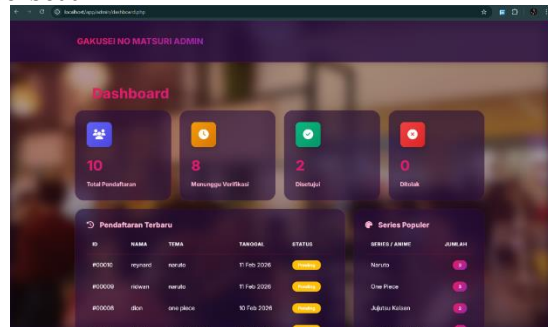 localhost/app/admin/dashboard.php
GAKUSEI NO MATSURI ADMIN
Dashboard
10
Total Pendaftaran
8
Menunggu Verifikasi
2
Disetujui
0
Ditolak
Pendaftaran Terbaru
ID NAMA TEMA TANGGAL STATUS
#00010 reynard naruto 11 Feb 2026 Pending
#00009 ridwan naruto 11 Feb 2026 Pending
#00008 dion one piece 10 Feb 2026 Pending
Series Populer
SERIES / ANIME JUMLAH
Naruto
One Piece
Jujutsu Kaisen